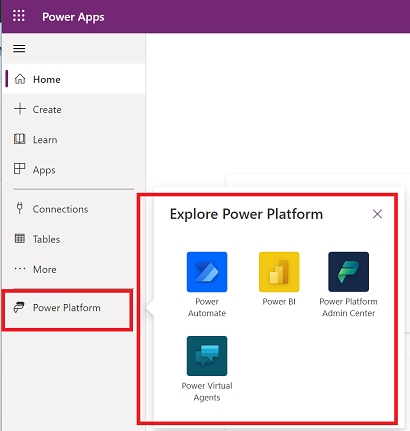 Power Apps
Home
Create
Learn
Apps
Connections
Tables
More
Power Platform
Explore Power Platform
Power
Automate
Power BI
Power Platform
Admin Center
Power Virtual
Agents